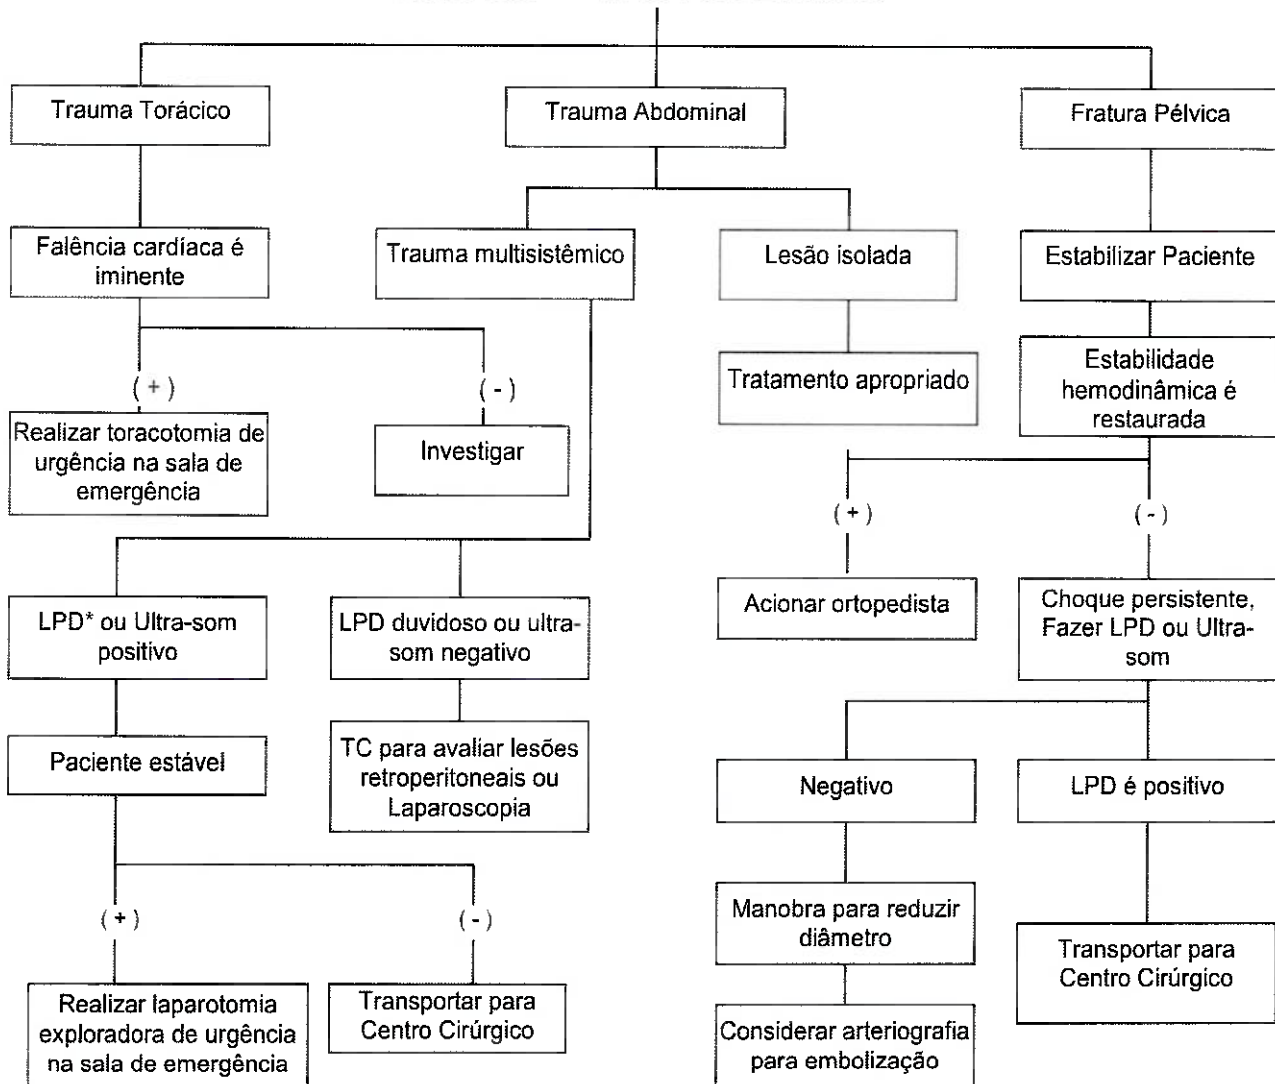 Trauma Torácico
Trauma Abdominal
Fratura Pélvica
Falência cardíaca é
iminente
Trauma multisistêmico
Lesão isolada
Estabilizar Paciente
Tratamento apropriado
Estabilidade
hemodinâmica é
restaurada
( + )
( - )
Realizar toracotomia de
urgência na sala de
emergência
Investigar
( + )
( - )
LPD* ou Ultra-som
positivo
LPD duvidoso ou ultra-
som negativo
Acionar ortopedista
Choque persistente,
Fazer LPD ou Ultra-
som
Paciente estável
TC para avaliar lesões
retroperitoneais ou
Laparoscopia
Negativo
LPD é positivo
( + )
( - )
Manobra para reduzir
diâmetro
Transportar para
Centro Cirúrgico
Realizar laparotomia
exploradora de urgência
na sala de emergência
Transportar para
Centro Cirúrgico
Considerar arteriografia
para embolização